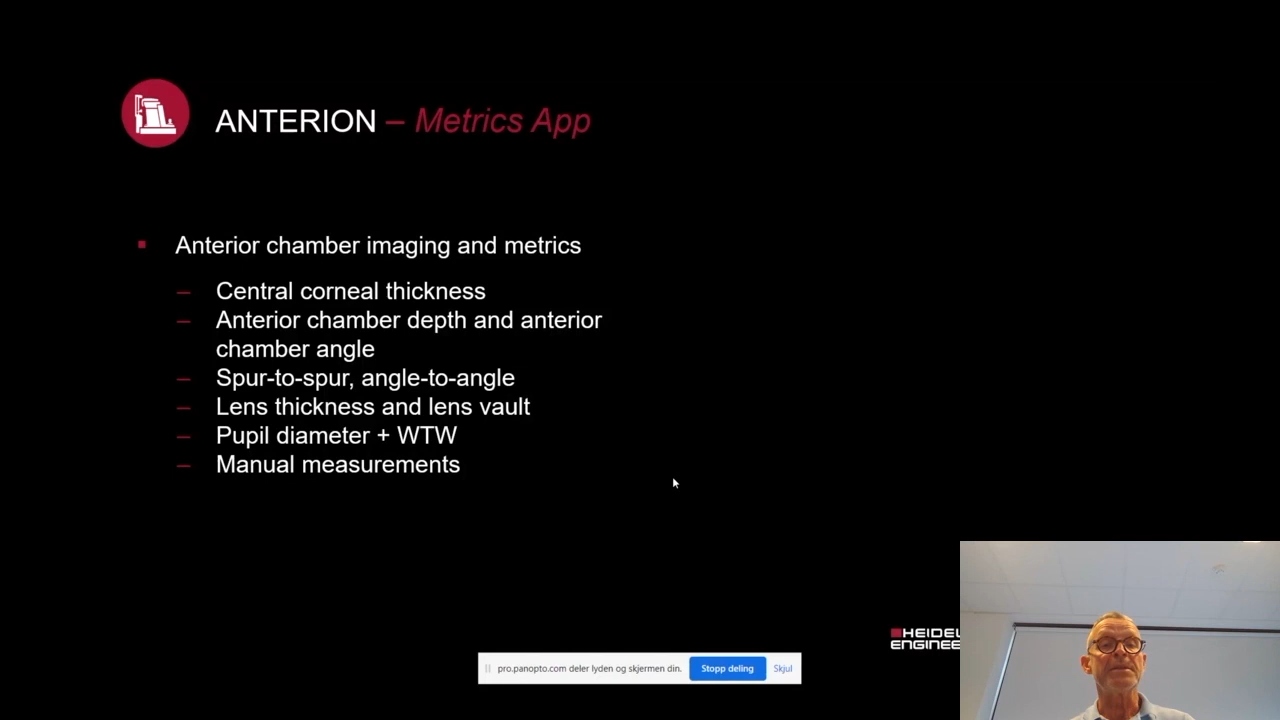 ANTERION – Metrics App
▪ Anterior chamber imaging and metrics
– Central corneal thickness
– Anterior chamber depth and anterior
chamber angle
– Spur-to-spur, angle-to-angle
– Lens thickness and lens vault
– Pupil diameter + WTW
– Manual measurements
HEIDEL
ENGINEE
pro.panopto.com deler lyden og skjermen din. Stopp deling Skjul